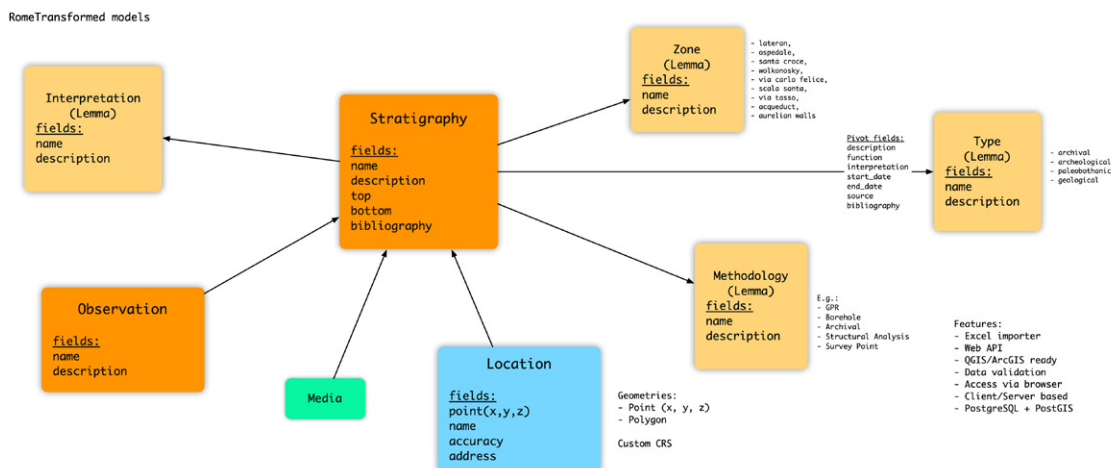 RomeTransformed models
Interpretation
(Lemma)
fields:
name
description
Stratigraphy
fields:
name
description
top
bottom
bibliography
Zone
(Lemma)
fields:
name
description
- lateran,
- ospedale,
- santa croce,
- wolkonosky,
- via carlo felice,
- scala santa,
- via tasso,
- acqueduct,
- aurelian walls
Pivot fields:
description
function
interpretation
start_date
end_date
source
bibliography
Type
(Lemma)
fields:
name
description
- archival
- archeological
- paleobothanic
- geological
Observation
fields:
name
description
Media
Location
fields:
point(x,y,z)
name
accuracy
address
Geometries:
- Point (x, y, z)
- Polygon
Custom CRS
Methodology
(Lemma)
fields:
name
description
E.g.:
- GPR
- Borehole
- Archival
- Structural Analysis
- Survey Point
Features:
- Excel importer
- Web API
- QGIS/ArcGIS ready
- Data validation
- Access via browser
- Client/Server based
- PostgreSQL + PostGIS